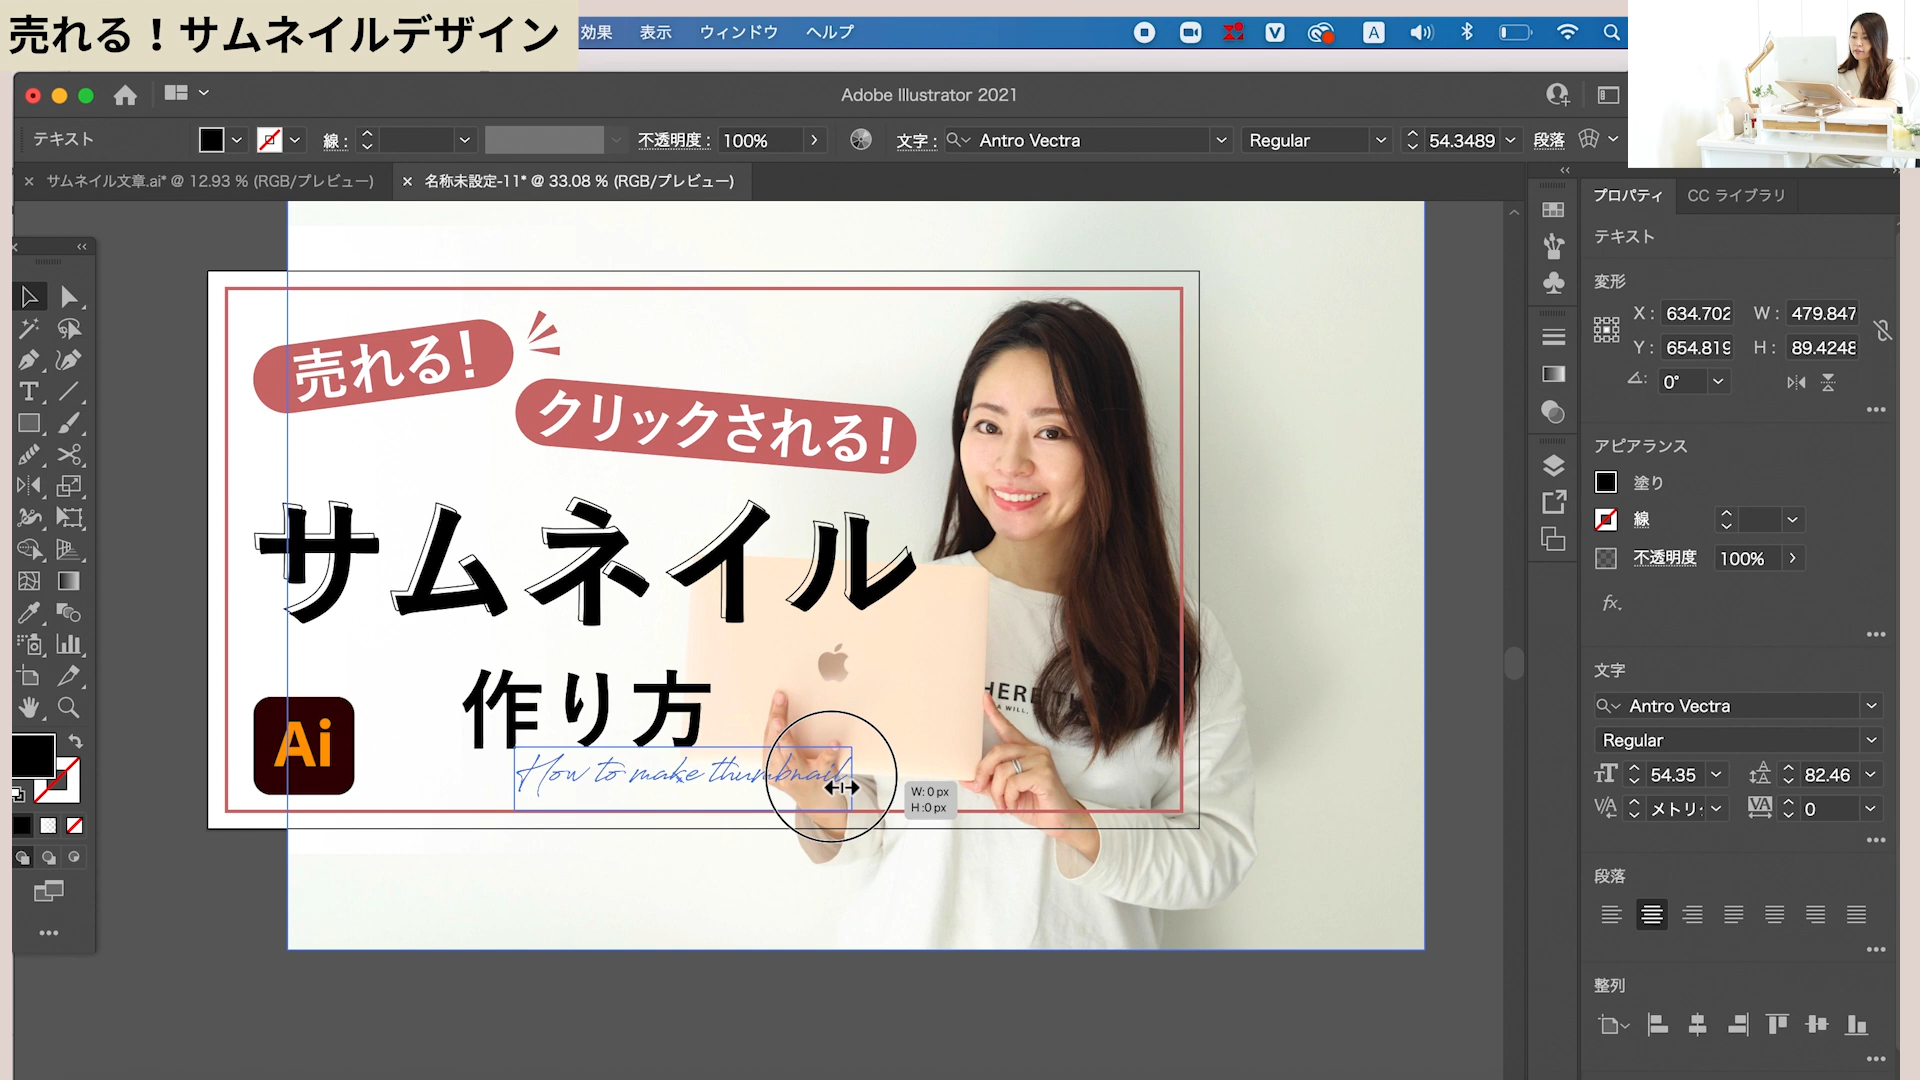 売れる！サムネイルデザイン
効果 表示 ウィンドウ ヘルプ
A
Adobe Illustrator 2021
テキスト
線：
不透明度： 100%
文字： Antro Vectra
Regular
54.3489
段落
× サムネイル文章.ai* @ 12.93 % (RGB/プレビュー)
× 名称未設定-11* @ 33.08 % (RGB/プレビュー)
売れる！
クリックされる！
サムネイル
作り方
Ai
How to make thumbnail
W: 0 px
H: 0 px
A WILL.
プロパティ CC ライブラリ
テキスト
変形
X： 634.702 W： 479.847
Y： 654.819 H： 89.4248
0°
アピアランス
塗り
線
不透明度 100%
fx.
文字
Antro Vectra
Regular
54.35 82.46
メトリ 0
段落
整列